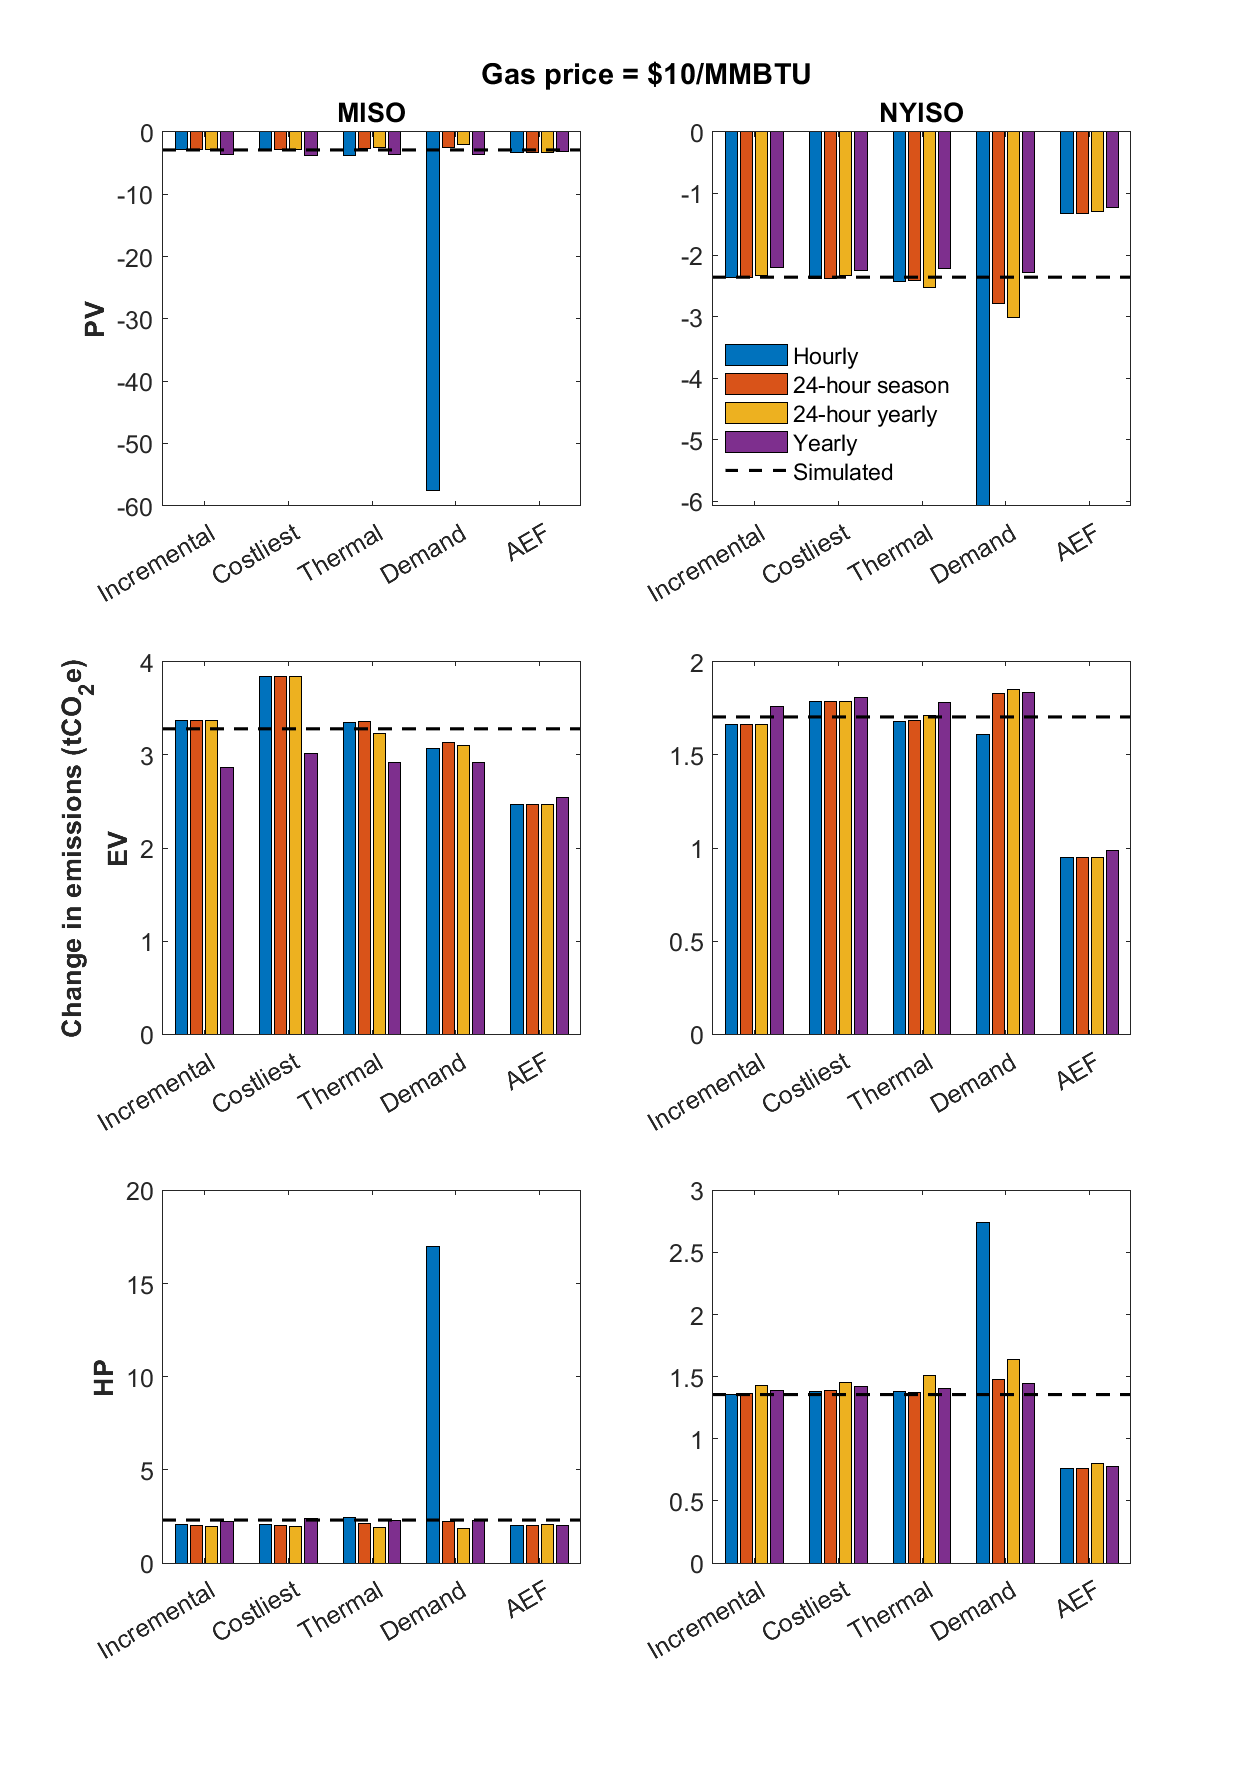 Gas price = $10/MMBTU
MISO
NYISO
0
-10
-20
-30
-40
-50
-60
PV
Incremental
Costliest
Thermal
Demand
AEF
0
-1
-2
-3
-4
-5
-6
Hourly
24-hour season
24-hour yearly
Yearly
Simulated
Incremental
Costliest
Thermal
Demand
AEF
Change in emissions (tCO2e)
EV
4
3
2
1
0
Incremental
Costliest
Thermal
Demand
AEF
2
1.5
1
0.5
0
Incremental
Costliest
Thermal
Demand
AEF
HP
20
15
10
5
0
Incremental
Costliest
Thermal
Demand
AEF
3
2.5
2
1.5
1
0.5
0
Incremental
Costliest
Thermal
Demand
AEF